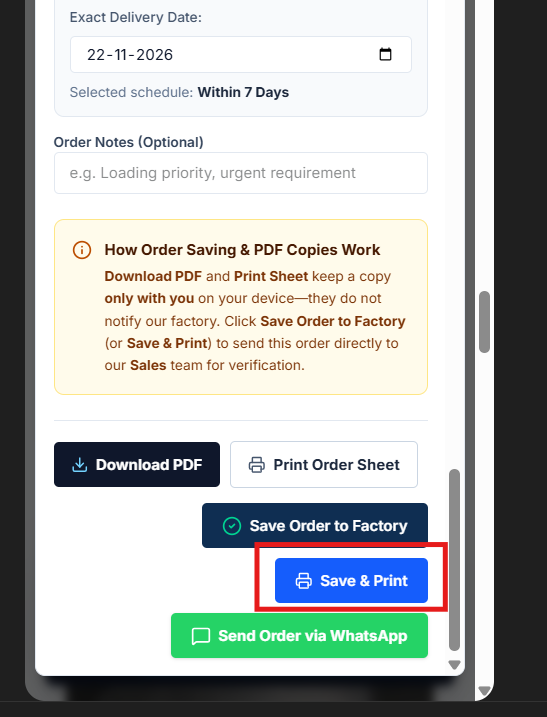 Exact Delivery Date:
22-11-2026
Selected schedule: Within 7 Days
Order Notes (Optional)
e.g. Loading priority, urgent requirement
How Order Saving & PDF Copies Work
Download PDF and Print Sheet keep a copy
only with you on your device—they do not
notify our factory. Click Save Order to Factory
(or Save & Print) to send this order directly to
our Sales team for verification.
Download PDF
Print Order Sheet
Save Order to Factory
Save & Print
Send Order via WhatsApp